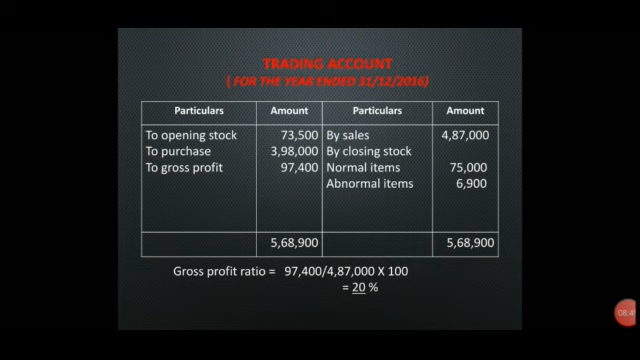 TRADING ACCOUNT
( FOR THE YEAR ENDED 31/12/2016)
Particulars Amount Particulars Amount
To opening stock 73,500 By sales 4,87,000
To purchase 3,98,000 By closing stock
To gross profit 97,400 Normal items 75,000
Abnormal items 6,900
5,68,900 5,68,900
Gross profit ratio = 97,400/4,87,000 X 100
= 20 %